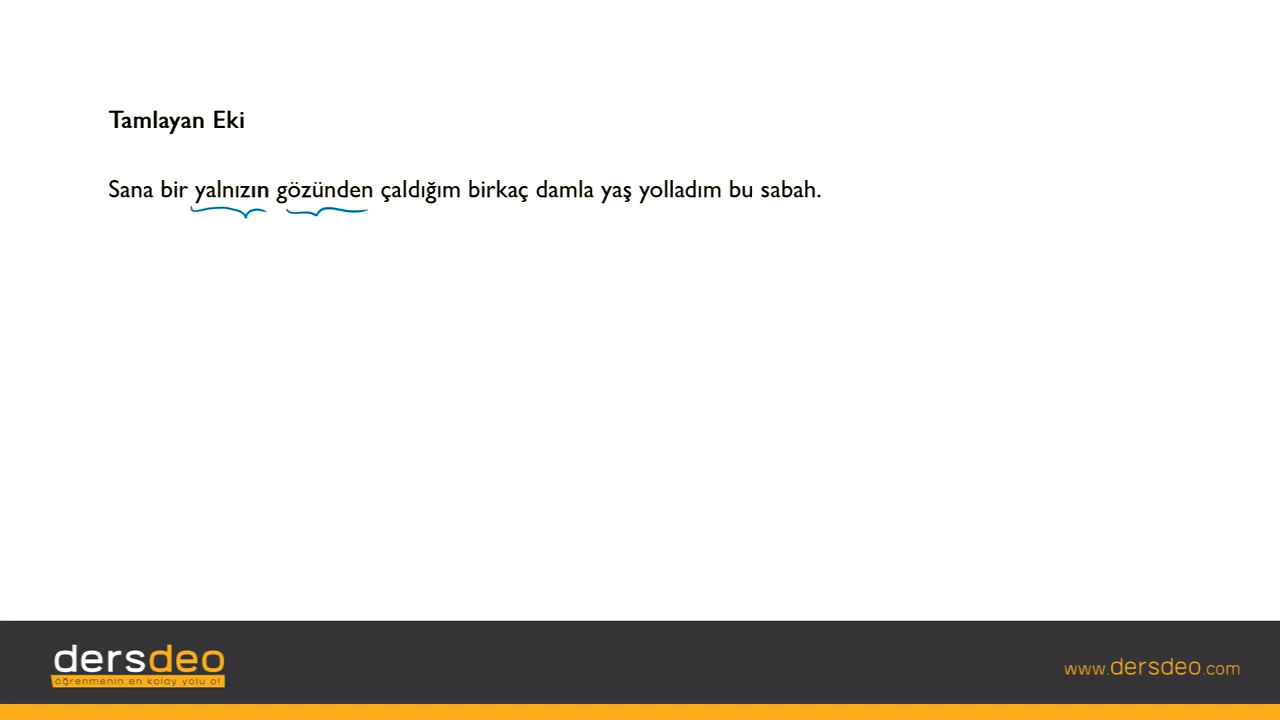 Tamlayan Eki
Sana bir yalnızın gözünden çaldığım birkaç damla yaş yolladım bu sabah.
dersdeo
öğrenmenin en kolay yolu o!
www.dersdeo.com